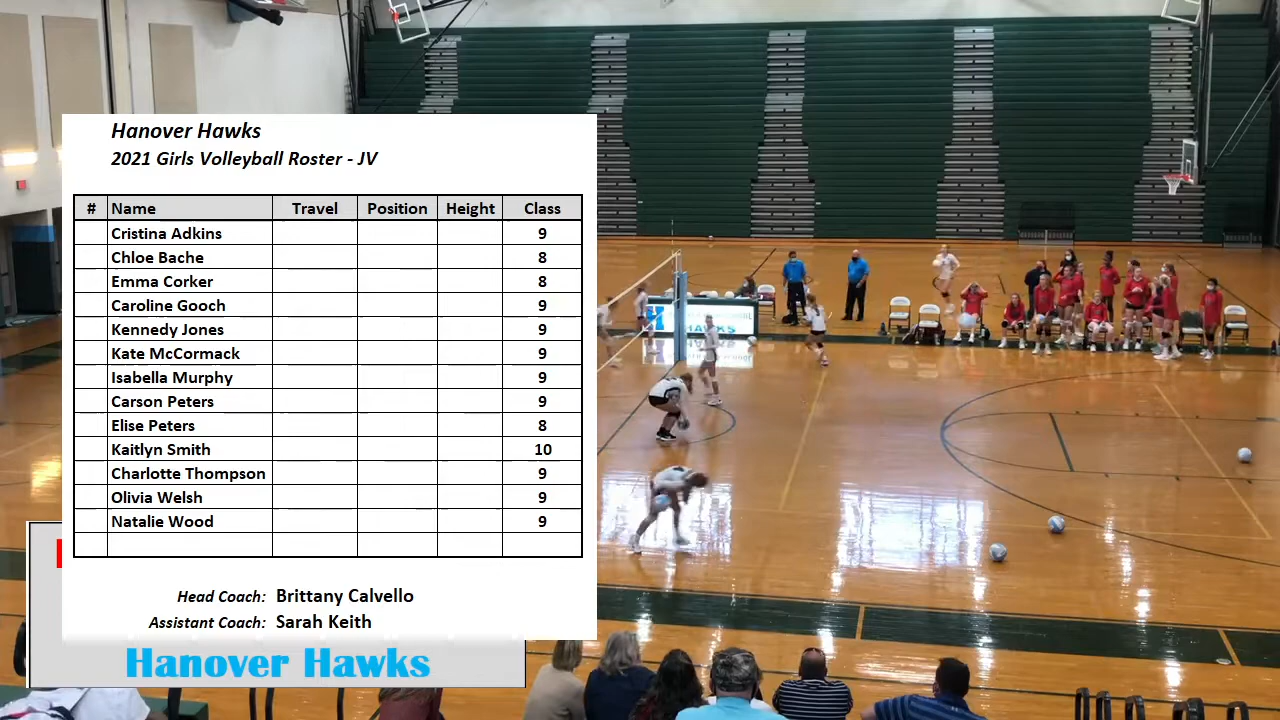 Hanover Hawks
2021 Girls Volleyball Roster - JV
# Name Travel Position Height Class
Cristina Adkins 9
Chloe Bache 8
Emma Corker 8
Caroline Gooch 9
Kennedy Jones 9
Kate McCormack 9
Isabella Murphy 9
Carson Peters 9
Elise Peters 8
Kaitlyn Smith 10
Charlotte Thompson 9
Olivia Welsh 9
Natalie Wood 9
Head Coach: Brittany Calvello
Assistant Coach: Sarah Keith
Hanover Hawks
HAWKS